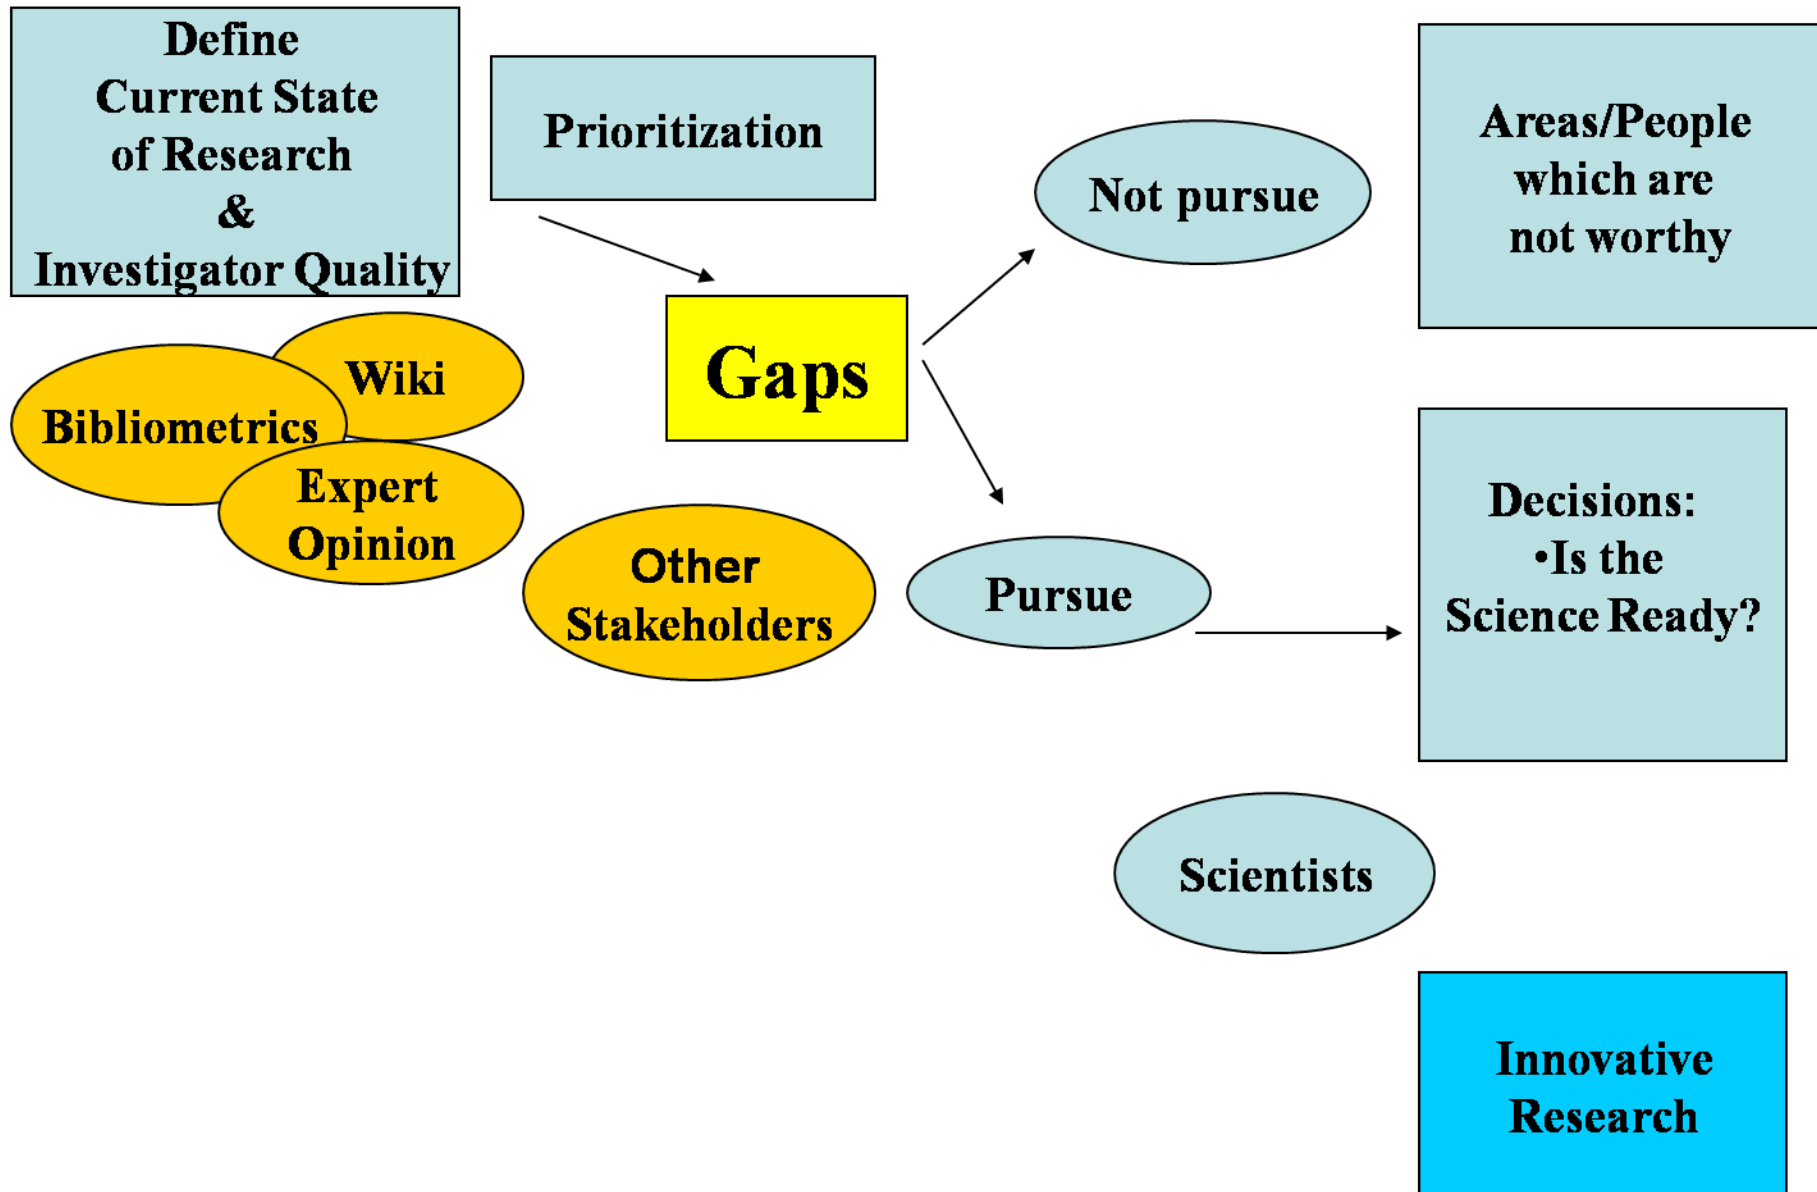 Define
Current State
of Research
&
Investigator Quality
Prioritization
Not pursue
Areas/People
which are
not worthy
Gaps
Wiki
Bibliometrics
Expert
Opinion
Other
Stakeholders
Pursue
Decisions:
•Is the
Science Ready?
Scientists
Innovative
Research